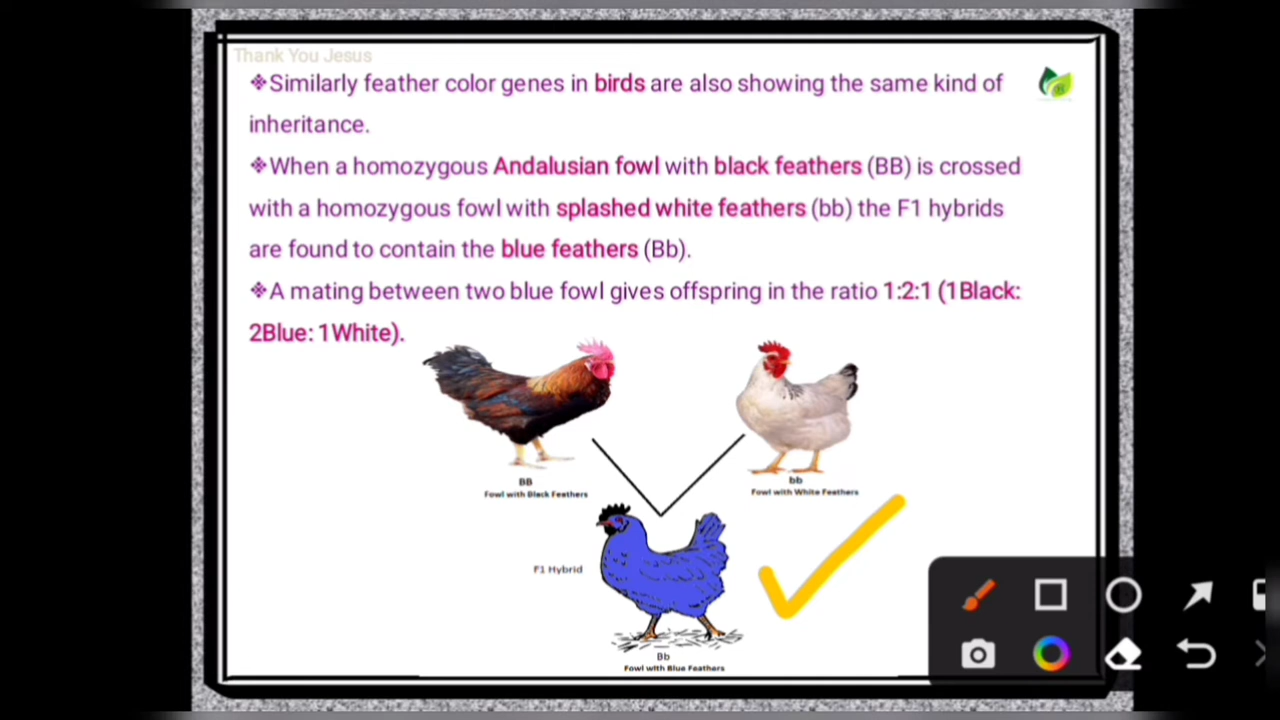 Thank You Jesus
❖Similarly feather color genes in birds are also showing the same kind of
inheritance.
❖When a homozygous Andalusian fowl with black feathers (BB) is crossed
with a homozygous fowl with splashed white feathers (bb) the F1 hybrids
are found to contain the blue feathers (Bb).
❖A mating between two blue fowl gives offspring in the ratio 1:2:1 (1Black:
2Blue: 1White).
BB
Fowl with Black Feathers
bb
Fowl with White Feathers
F1 Hybrid
Bb
Fowl with Blue Feathers